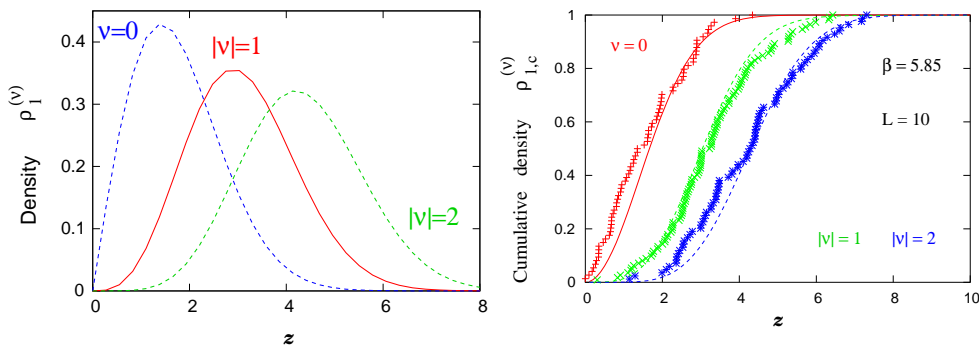 0.4
0.3
0.2
0.1
0
Density ρ₁^(ν)
ν=0
|ν|=1
|ν|=2
0 2 4 6 8
z
1
0.8
0.6
0.4
0.2
0
Cumulative density ρ₁,c^(ν)
ν = 0
β = 5.85
L = 10
|ν| = 1 |ν| = 2
0 2 4 6 8 10
z